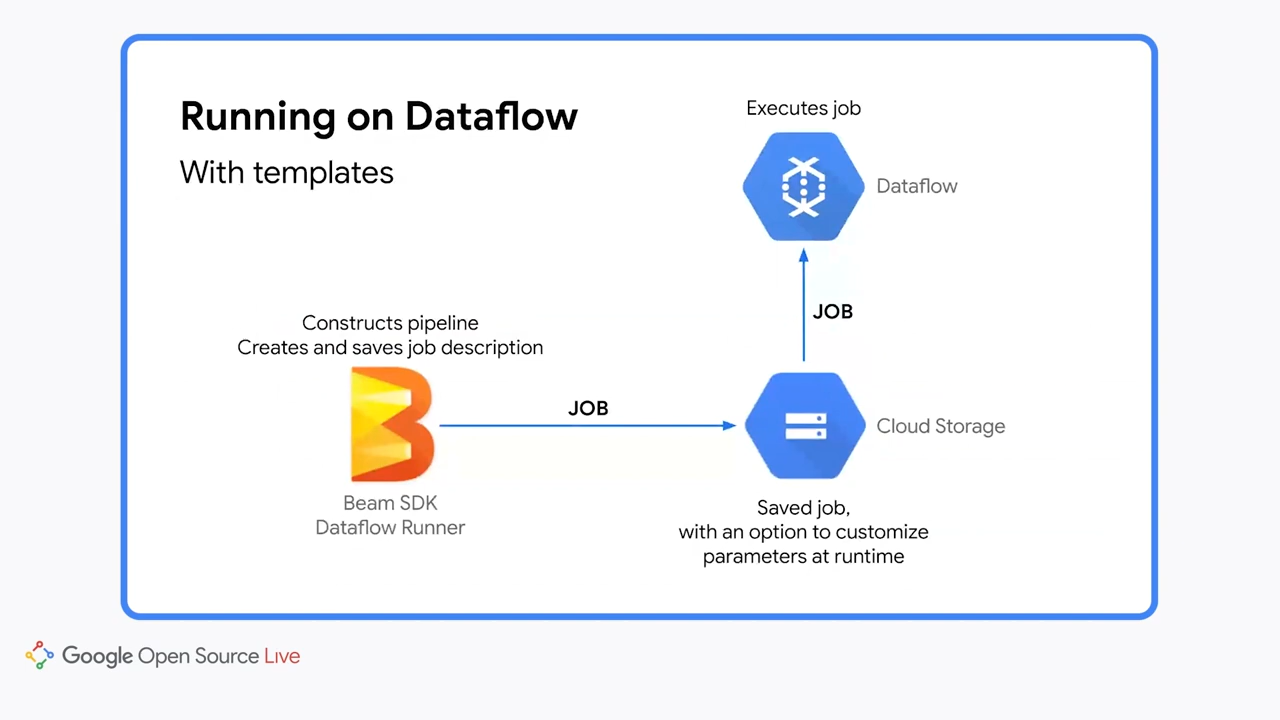 Running on Dataflow
With templates
Executes job
Dataflow
JOB
Constructs pipeline
Creates and saves job description
JOB
Cloud Storage
Beam SDK
Dataflow Runner
Saved job,
with an option to customize
parameters at runtime
Google Open Source Live